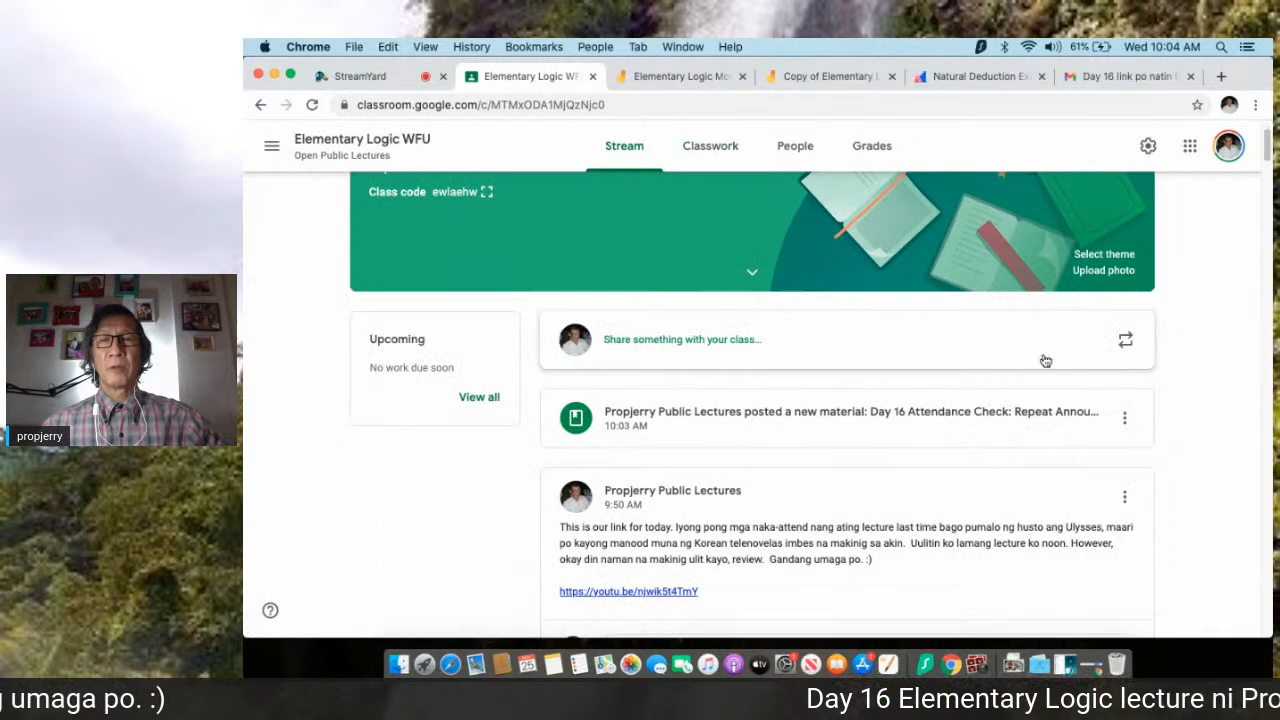 Chrome File Edit View History Bookmarks People Tab Window Help
61% Wed 10:04 AM
StreamYard
Elementary Logic WF
Elementary Logic Mo
Copy of Elementary L
Natural Deduction Ex
Day 16 link po natin
classroom.google.com/c/MTMxODA1MjQzNjc0
Elementary Logic WFU
Open Public Lectures
Stream Classwork People Grades
Class code ewlaehw
Select theme
Upload photo
Upcoming
No work due soon
View all
Share something with your class...
Propjerry Public Lectures posted a new material: Day 16 Attendance Check: Repeat Annou...
10:03 AM
Propjerry Public Lectures
9:50 AM
This is our link for today. Iyong pong mga naka-attend nang ating lecture last time bago pumalo ng husto ang Ulysses, maari
po kayong manood muna ng Korean telenovelas imbes na makinig sa akin. Uulitin ko lamang lecture ko noon. However,
okay din naman na makinig ulit kayo, review. Gandang umaga po. :)
https://youtu.be/njwik5t4TmY
propjerry
25
g umaga po. :)
Day 16 Elementary Logic lecture ni Pro